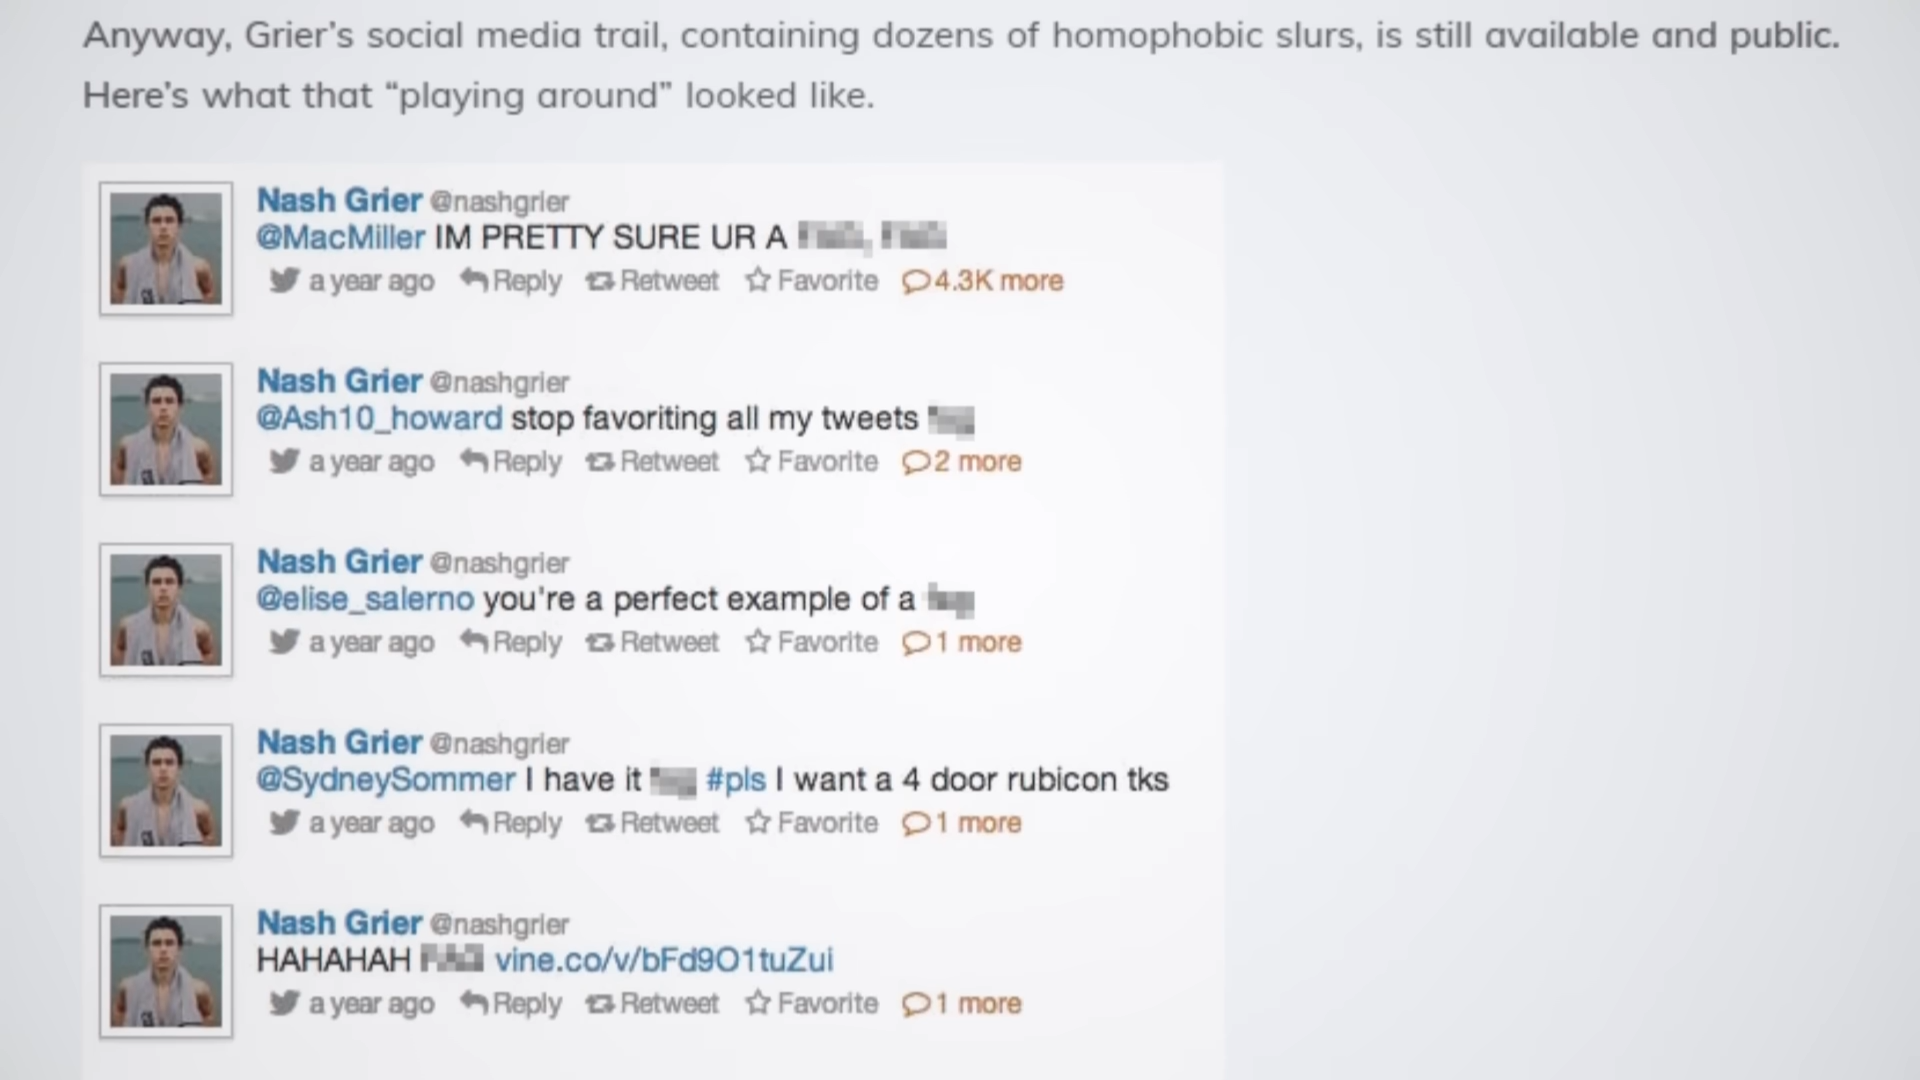 Anyway, Grier's social media trail, containing dozens of homophobic slurs, is still available and public.
Here's what that “playing around” looked like.
Nash Grier @nashgrier
@MacMiller IM PRETTY SURE UR A
a year ago Reply Retweet Favorite 4.3K more
Nash Grier @nashgrier
@Ash10_howard stop favoriting all my tweets
a year ago Reply Retweet Favorite 2 more
Nash Grier @nashgrier
@elise_salerno you're a perfect example of a
a year ago Reply Retweet Favorite 1 more
Nash Grier @nashgrier
@SydneySommer I have it #pls I want a 4 door rubicon tks
a year ago Reply Retweet Favorite 1 more
Nash Grier @nashgrier
HAHAHAH vine.co/v/bFd9O1tuZui
a year ago Reply Retweet Favorite 1 more